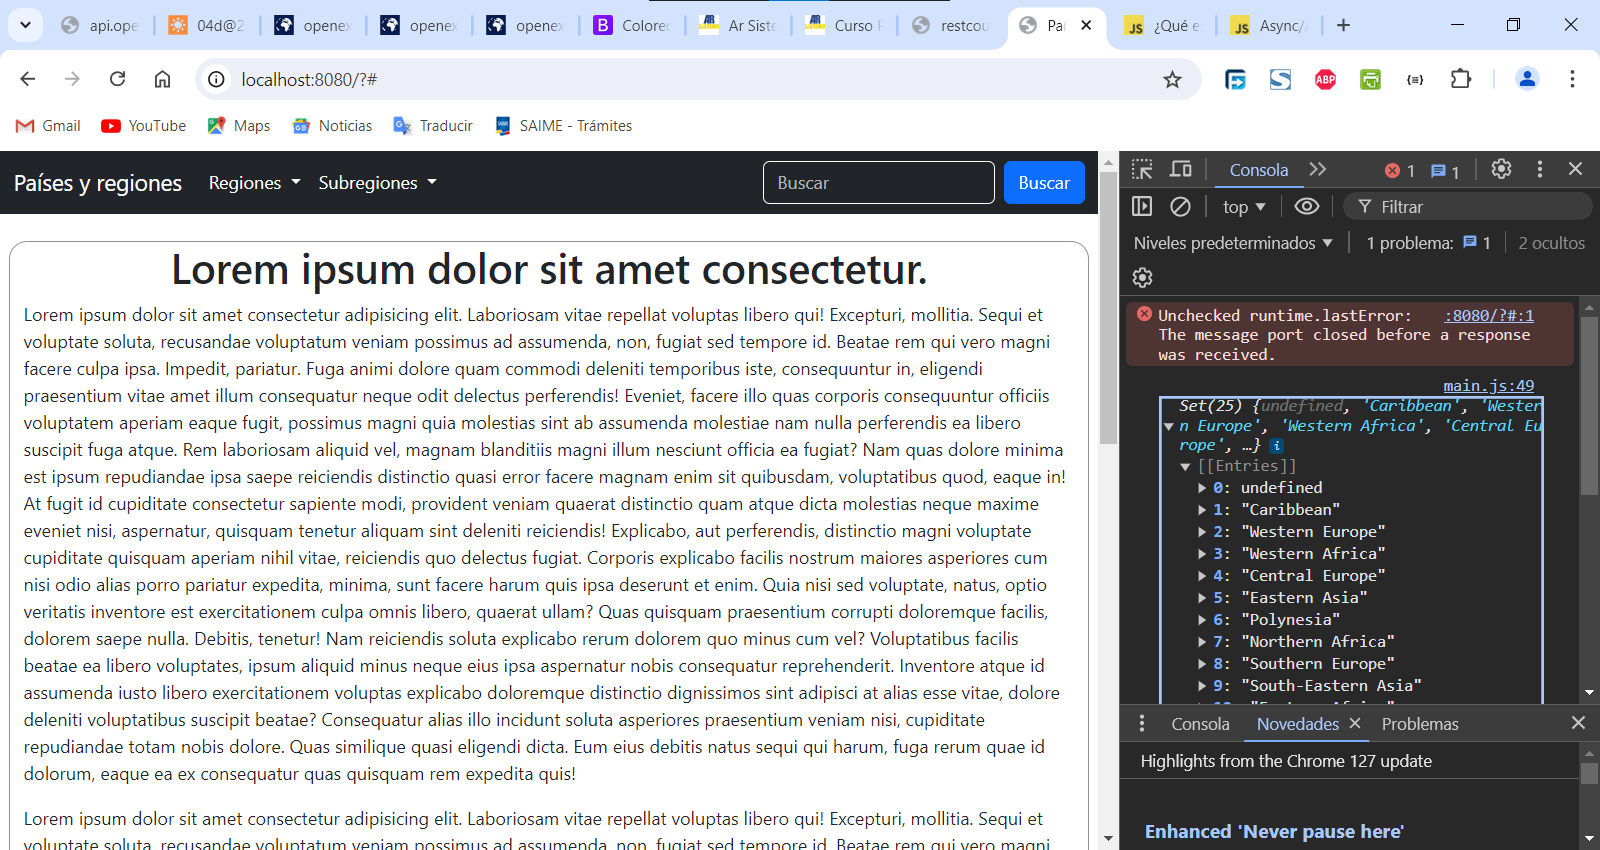 api.ope
04d@2
openex
openex
openex
B Colored
Ar Siste
Curso F
restcou
Paí
JS ¿Qué e
JS Async/A
localhost:8080/?#
ABP
Gmail
YouTube
Maps
Noticias
Traducir
SAIME - Trámites
Países y regiones
Regiones
Subregiones
Buscar
Buscar
Lorem ipsum dolor sit amet consectetur.
Lorem ipsum dolor sit amet consectetur adipisicing elit. Laboriosam vitae repellat voluptas libero qui! Excepturi, mollitia. Sequi et
voluptate soluta, recusandae voluptatum veniam possimus ad assumenda, non, fugiat sed tempore id. Beatae rem qui vero magni
facere culpa ipsa. Impedit, pariatur. Fuga animi dolore quam commodi deleniti temporibus iste, consequuntur in, eligendi
praesentium vitae amet illum consequatur neque odit delectus perferendis! Eveniet, facere illo quas corporis consequuntur officiis
voluptatem aperiam eaque fugit, possimus magni quia molestias sint ab assumenda molestiae nam nulla perferendis ea libero
suscipit fuga atque. Rem laboriosam aliquid vel, magnam blanditiis magni illum nesciunt officia ea fugiat? Nam quas dolore minima
est ipsum repudiandae ipsa saepe reiciendis distinctio quasi error facere magnam enim sit quibusdam, voluptatibus quod, eaque in!
At fugit id cupiditate consectetur sapiente modi, provident veniam quaerat distinctio quam atque dicta molestias neque maxime
eveniet nisi, aspernatur, quisquam tenetur aliquam sint deleniti reiciendis! Explicabo, aut perferendis, distinctio magni voluptate
cupiditate quisquam aperiam nihil vitae, reiciendis quo delectus fugiat. Corporis explicabo facilis nostrum maiores asperiores cum
nisi odio alias porro pariatur expedita, minima, sunt facere harum quis ipsa deserunt et enim. Quia nisi sed voluptate, natus, optio
veritatis inventore est exercitationem culpa omnis libero, quaerat ullam? Quas quisquam praesentium corrupti doloremque facilis,
dolorem saepe nulla. Debitis, tenetur! Nam reiciendis soluta explicabo rerum dolorem quo minus cum vel? Voluptatibus facilis
beatae ea libero voluptates, ipsum aliquid minus neque eius ipsa aspernatur nobis consequatur reprehenderit. Inventore atque id
assumenda iusto libero exercitationem voluptas explicabo doloremque distinctio dignissimos sint adipisci at alias esse vitae, dolore
deleniti voluptatibus suscipit beatae? Consequatur alias illo incidunt soluta asperiores praesentium veniam nisi, cupiditate
repudiandae totam nobis dolore. Quas similique quasi eligendi dicta. Eum eius debitis natus sequi qui harum, fuga rerum quae id
dolorum, eaque ea ex consequatur quas quisquam rem expedita quis!
Lorem ipsum dolor sit amet consectetur adipisicing elit. Laboriosam vitae repellat voluptas libero qui! Excepturi, mollitia. Sequi et
voluptate soluta, recusandae voluptatum veniam possimus ad assumenda, non, fugiat sed tempore id. Beatae rem qui vero magni
Consola
1
1
top
Filtrar
Niveles predeterminados
1 problema: 1
2 ocultos
Unchecked runtime.lastError: :8080/?#:1
The message port closed before a response
was received.
main.js:49
Set(25) {undefined, 'Caribbean', 'Wester
n Europe', 'Western Africa', 'Central Eu
rope', …} i
[[Entries]]
0: undefined
1: "Caribbean"
2: "Western Europe"
3: "Western Africa"
4: "Central Europe"
5: "Eastern Asia"
6: "Polynesia"
7: "Northern Africa"
8: "Southern Europe"
9: "South-Eastern Asia"
10: "Eastern Africa"
Consola
Novedades
Problemas
Highlights from the Chrome 127 update
Enhanced 'Never pause here'